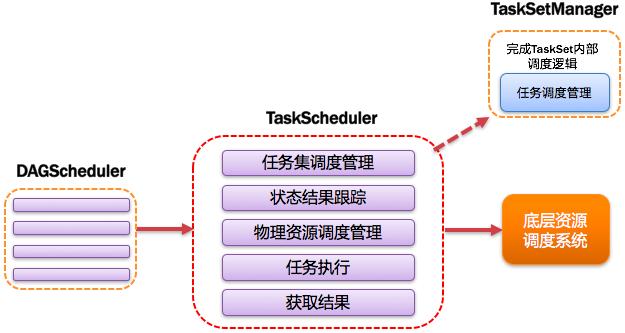 TaskSetManager
完成TaskSet内部
调度逻辑
任务调度管理
TaskScheduler
任务集调度管理
状态结果跟踪
物理资源调度管理
任务执行
获取结果
DAGScheduler
底层资源
调度系统